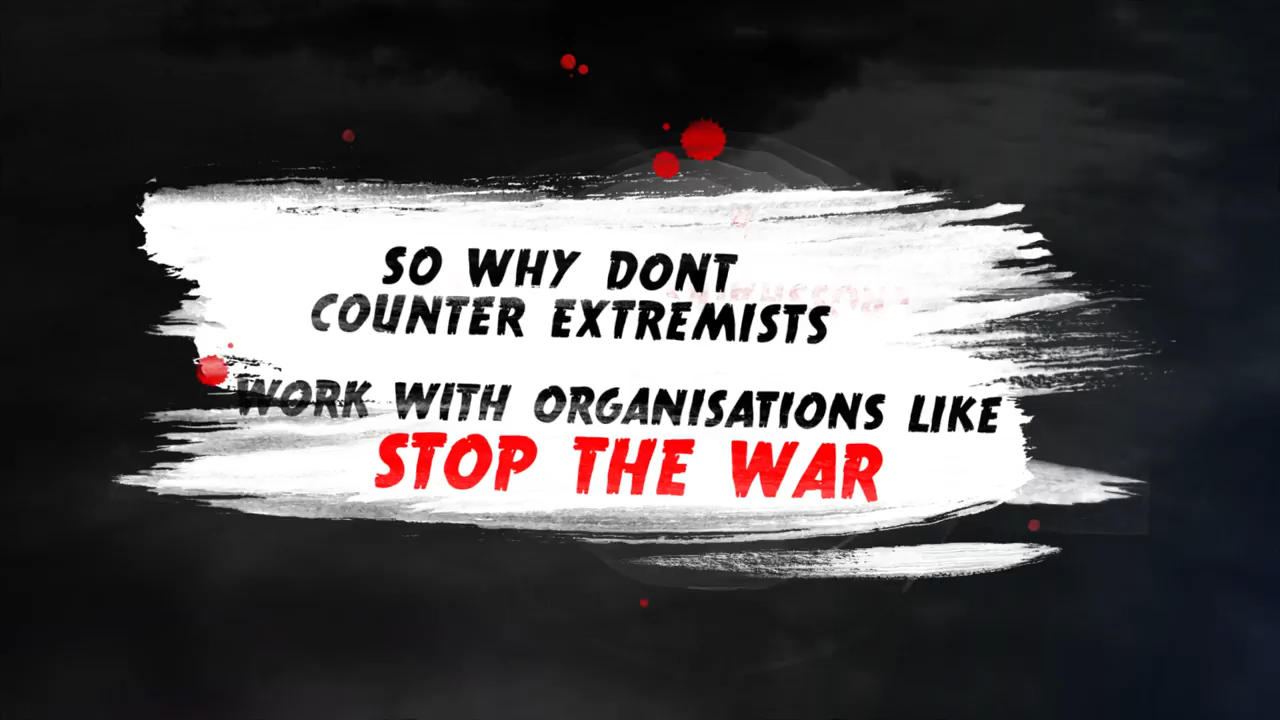 SO WHY DONT
COUNTER EXTREMISTS
WORK WITH ORGANISATIONS LIKE
STOP THE WAR